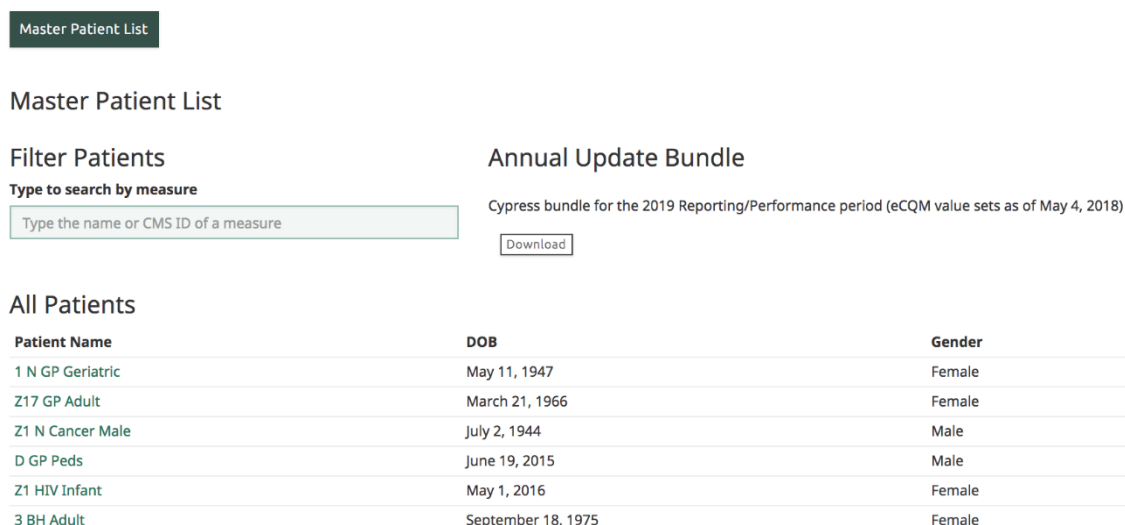 Master Patient List
Master Patient List
Filter Patients
Type to search by measure
Type the name or CMS ID of a measure
Annual Update Bundle
Cypress bundle for the 2019 Reporting/Performance period (eCQM value sets as of May 4, 2018)
Download
All Patients
Patient Name DOB Gender
1 N GP Geriatric May 11, 1947 Female
Z17 GP Adult March 21, 1966 Female
Z1 N Cancer Male July 2, 1944 Male
D GP Peds June 19, 2015 Male
Z1 HIV Infant May 1, 2016 Female
3 BH Adult September 18, 1975 Female